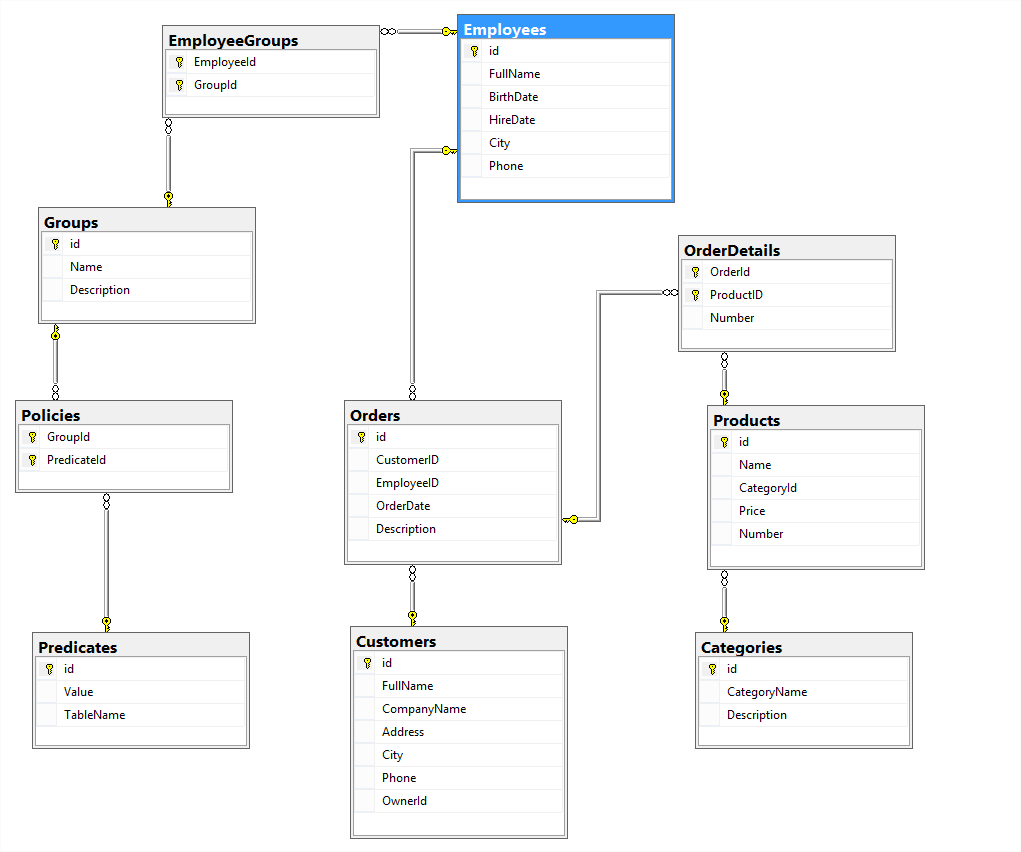 EmployeeGroups
EmployeeId
GroupId
Employees
id
FullName
BirthDate
HireDate
City
Phone
Groups
id
Name
Description
OrderDetails
OrderId
ProductID
Number
Policies
GroupId
PredicateId
Orders
id
CustomerID
EmployeeID
OrderDate
Description
Products
id
Name
CategoryId
Price
Number
Predicates
id
Value
TableName
Customers
id
FullName
CompanyName
Address
City
Phone
OwnerId
Categories
id
CategoryName
Description